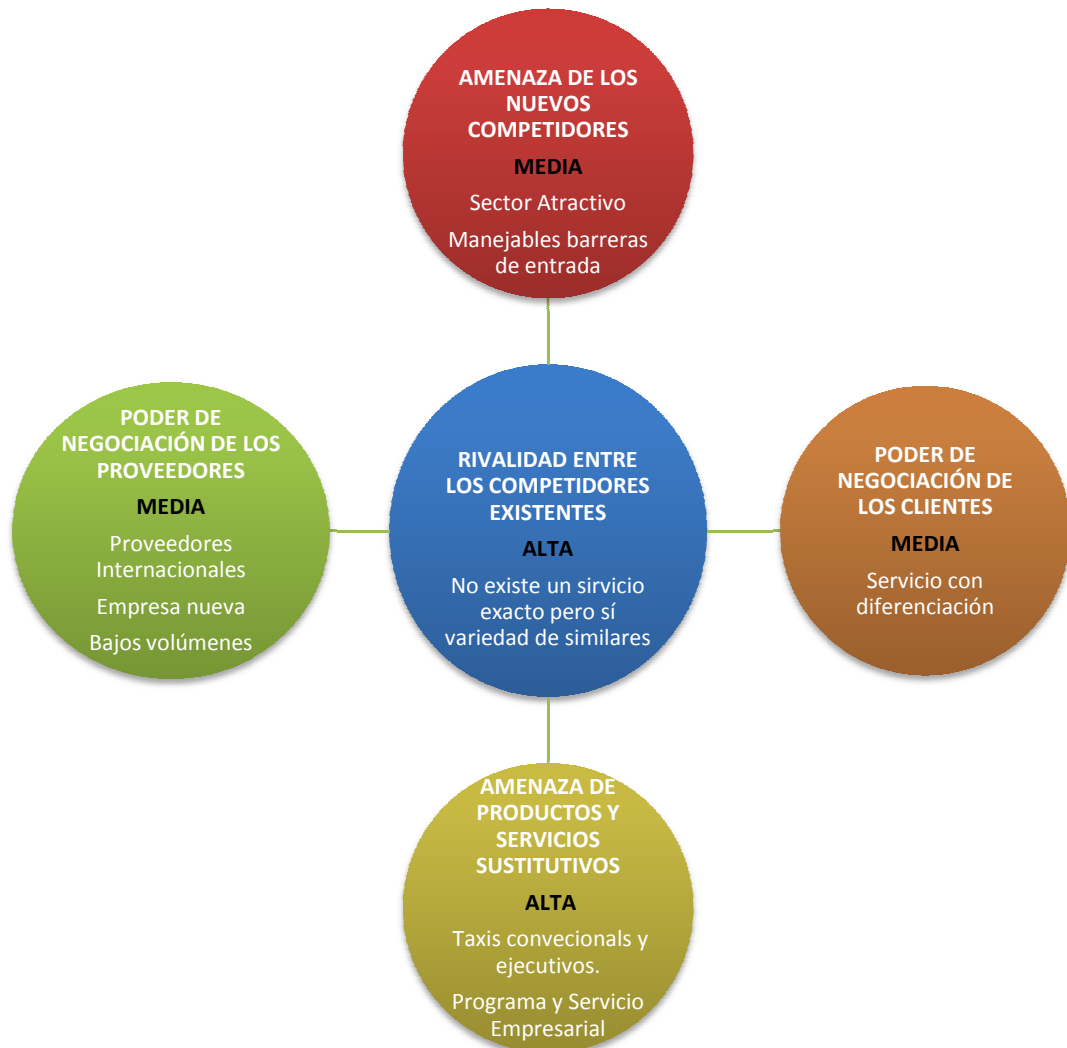 AMENAZA DE LOS
NUEVOS
COMPETIDORES
MEDIA
Sector Atractivo
Manejables barreras
de entrada
PODER DE
NEGOCIACIÓN DE LOS
PROVEEDORES
MEDIA
Proveedores
Internacionales
Empresa nueva
Bajos volúmenes
RIVALIDAD ENTRE
LOS COMPETIDORES
EXISTENTES
ALTA
No existe un sirvicio
exacto pero sí
variedad de similares
PODER DE
NEGOCIACIÓN DE
LOS CLIENTES
MEDIA
Servicio con
diferenciación
AMENAZA DE
PRODUCTOS Y
SERVICIOS
SUSTITUTIVOS
ALTA
Taxis convecionals y
ejecutivos.
Programa y Servicio
Empresarial